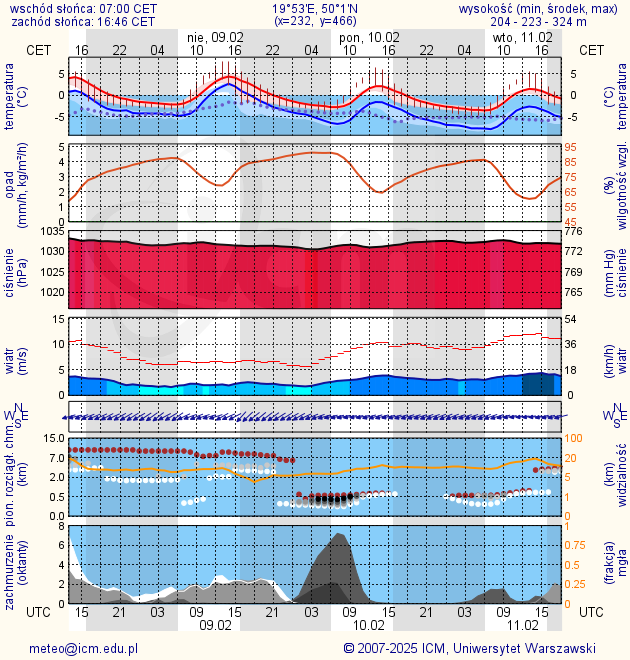 wschód słońca: 07:00 CET 19°53'E, 50°1'N wysokość (min, środek, max)
zachód słońca: 16:46 CET (x=232, y=466) 204 - 223 - 324 m
nie, 09.02 pon, 10.02 wto, 11.02
CET 16 22 04 10 16 22 04 10 16 22 04 10 16 CET
temperatura (°C) 5 0 -5 5 0 -5 (°C) temperatura
opad (mm/h, kg/m²/h) 5 4 3 2 1 0 95 85 75 65 55 45 (%) wilgotność wzgl.
ciśnienie (hPa) 1035 1030 1025 1020 776 772 769 765 (mm Hg) ciśnienie
wiatr (m/s) 15 10 5 0 54 36 18 0 (km/h) wiatr
N W E S N W E S
pion. rozciągł. chm. (km) 15.0 7.0 2.0 0.5 0.0 100 20 5 1 0 (km) widzialność
zachmurzenie (oktanty) 8 6 4 2 0 1 0.75 0.5 0.25 0 (frakcja) mgła
UTC 15 21 03 09 15 21 03 09 15 21 03 09 15 UTC
09.02 10.02 11.02
meteo@icm.edu.pl © 2007-2025 ICM, Uniwersytet Warszawski